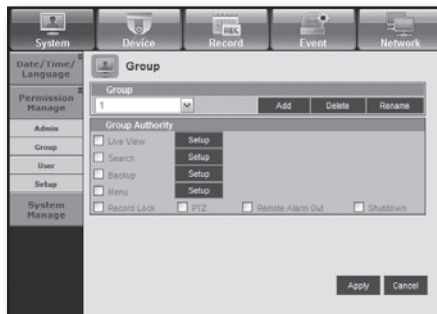 System Device Record Event Network
REC
Date/Time/
Language
Permission
Manage
Admin
Group
User
Setup
System
Manage
Group
Group
1 Add Delete Rename
Group Authority
Live View Setup
Search Setup
Backup Setup
Menu Setup
Record Lock PTZ Remote Alarm Out Shutdown
Apply Cancel